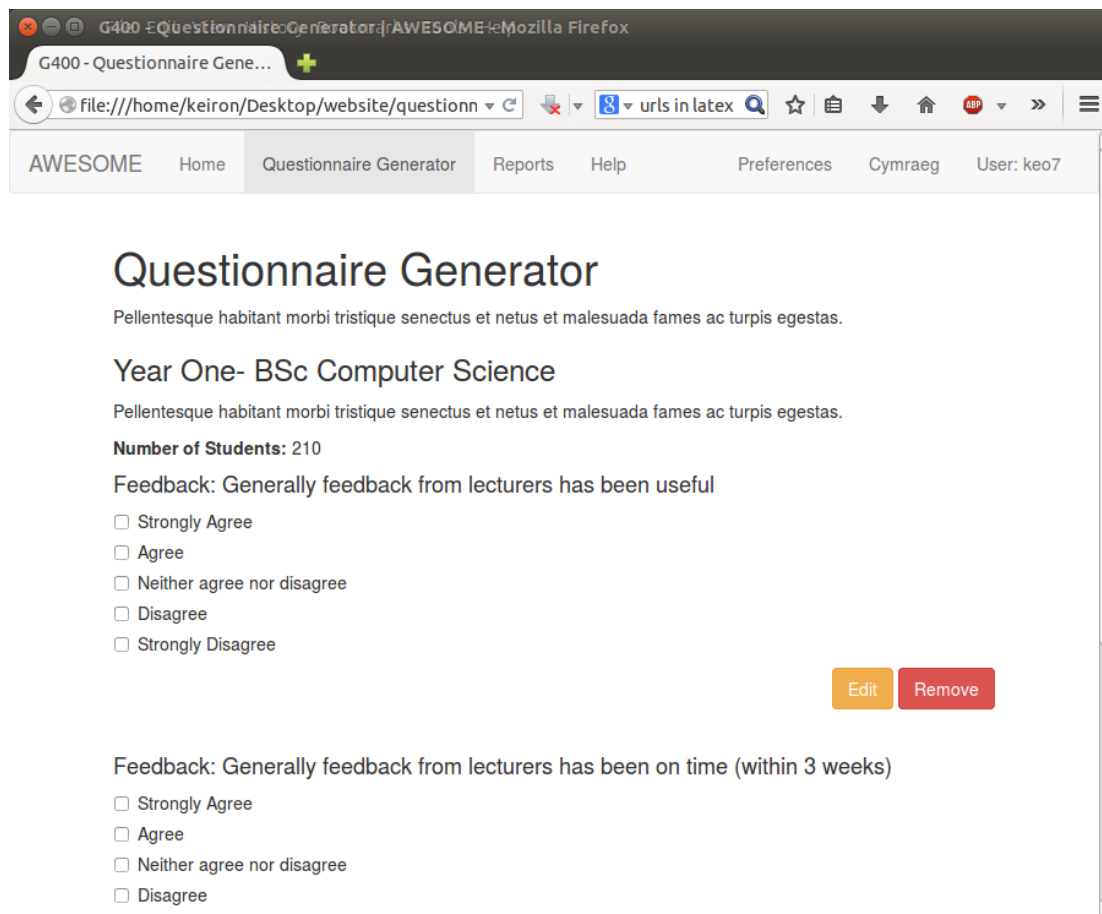 G400 - Questionnaire Generator | AWESOME - Mozilla Firefox
G400 - Questionnaire Gene...
file:///home/keiron/Desktop/website/questionn
urls in latex
ABP
AWESOME Home Questionnaire Generator Reports Help Preferences Cymraeg User: keo7
Questionnaire Generator
Pellentesque habitant morbi tristique senectus et netus et malesuada fames ac turpis egestas.
Year One- BSc Computer Science
Pellentesque habitant morbi tristique senectus et netus et malesuada fames ac turpis egestas.
Number of Students: 210
Feedback: Generally feedback from lecturers has been useful
Strongly Agree
Agree
Neither agree nor disagree
Disagree
Strongly Disagree
Edit Remove
Feedback: Generally feedback from lecturers has been on time (within 3 weeks)
Strongly Agree
Agree
Neither agree nor disagree
Disagree